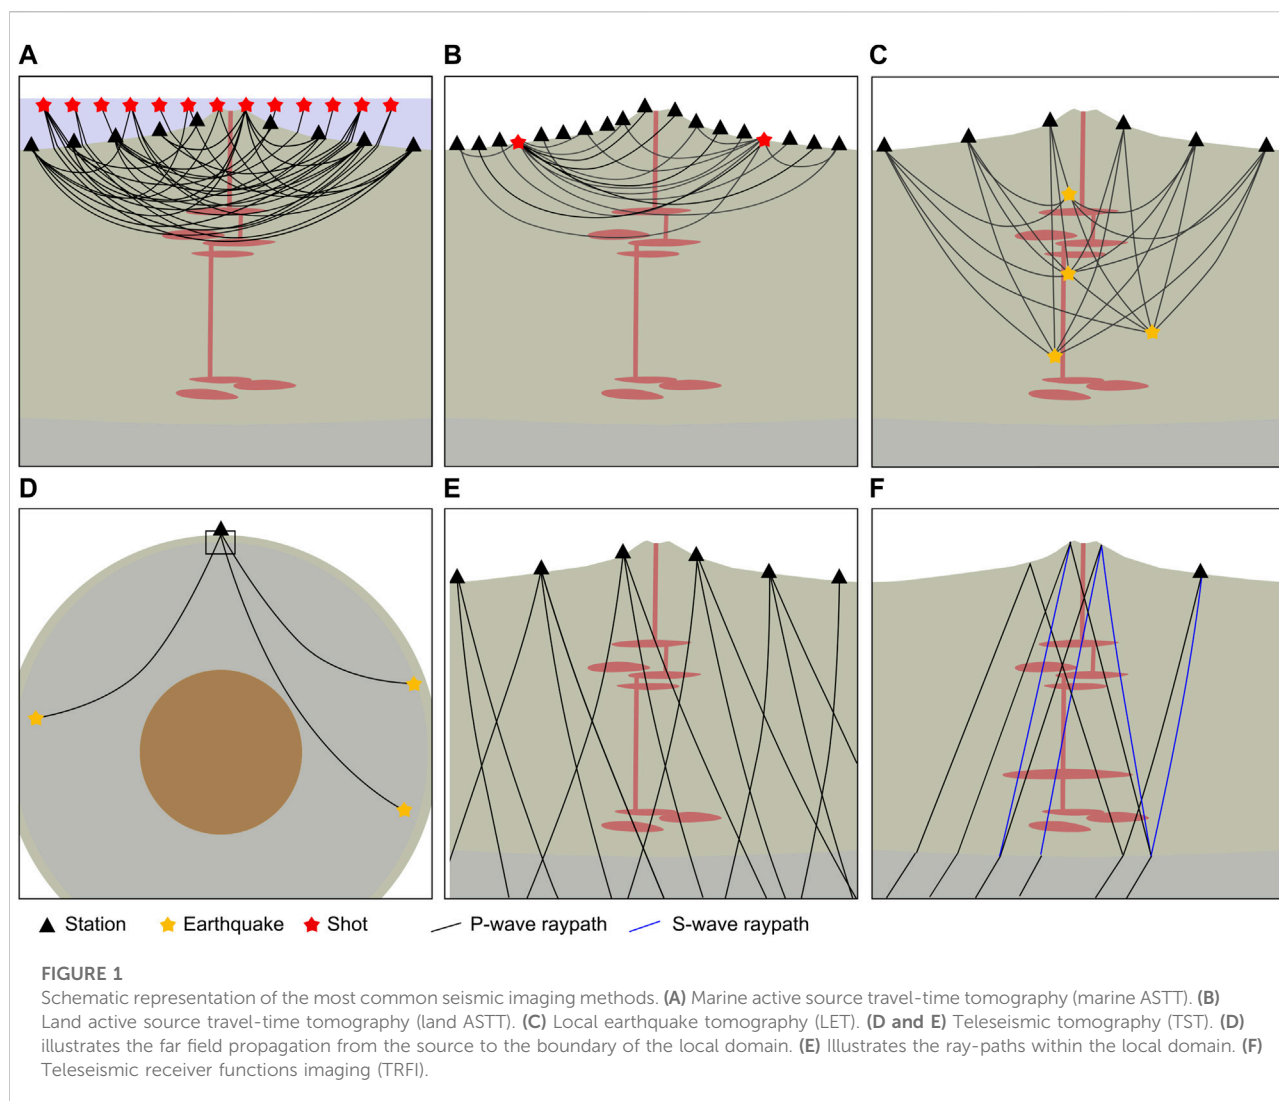 A
B
C
D
E
F
Station
Earthquake
Shot
P-wave raypath
S-wave raypath
FIGURE 1
Schematic representation of the most common seismic imaging methods. (A) Marine active source travel-time tomography (marine ASTT). (B)
Land active source travel-time tomography (land ASTT). (C) Local earthquake tomography (LET). (D and E) Teleseismic tomography (TST). (D)
illustrates the far field propagation from the source to the boundary of the local domain. (E) Illustrates the ray-paths within the local domain. (F)
Teleseismic receiver functions imaging (TRFI).